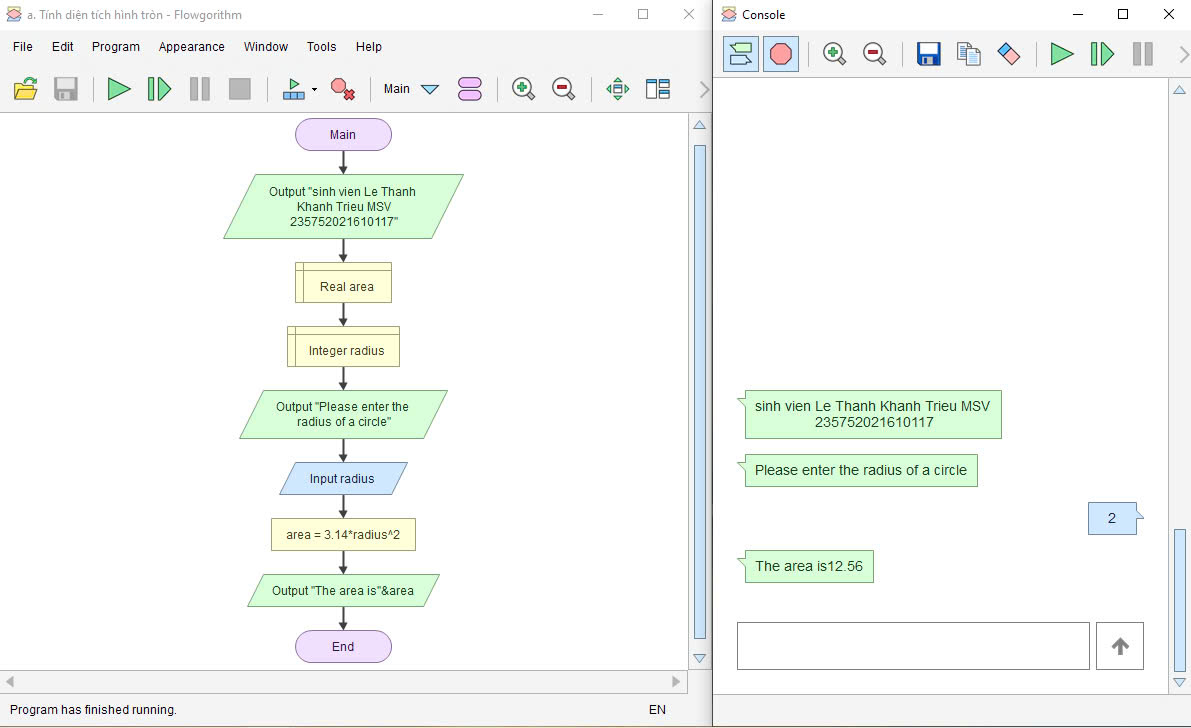 a. Tính diện tích hình tròn - Flowgorithm
File Edit Program Appearance Window Tools Help
Main
Main
Output "sinh vien Le Thanh
Khanh Trieu MSV
235752021610117"
Real area
Integer radius
Output "Please enter the
radius of a circle"
Input radius
area = 3.14*radius^2
Output "The area is"&area
End
Program has finished running.
EN
Console
sinh vien Le Thanh Khanh Trieu MSV
235752021610117
Please enter the radius of a circle
2
The area is12.56